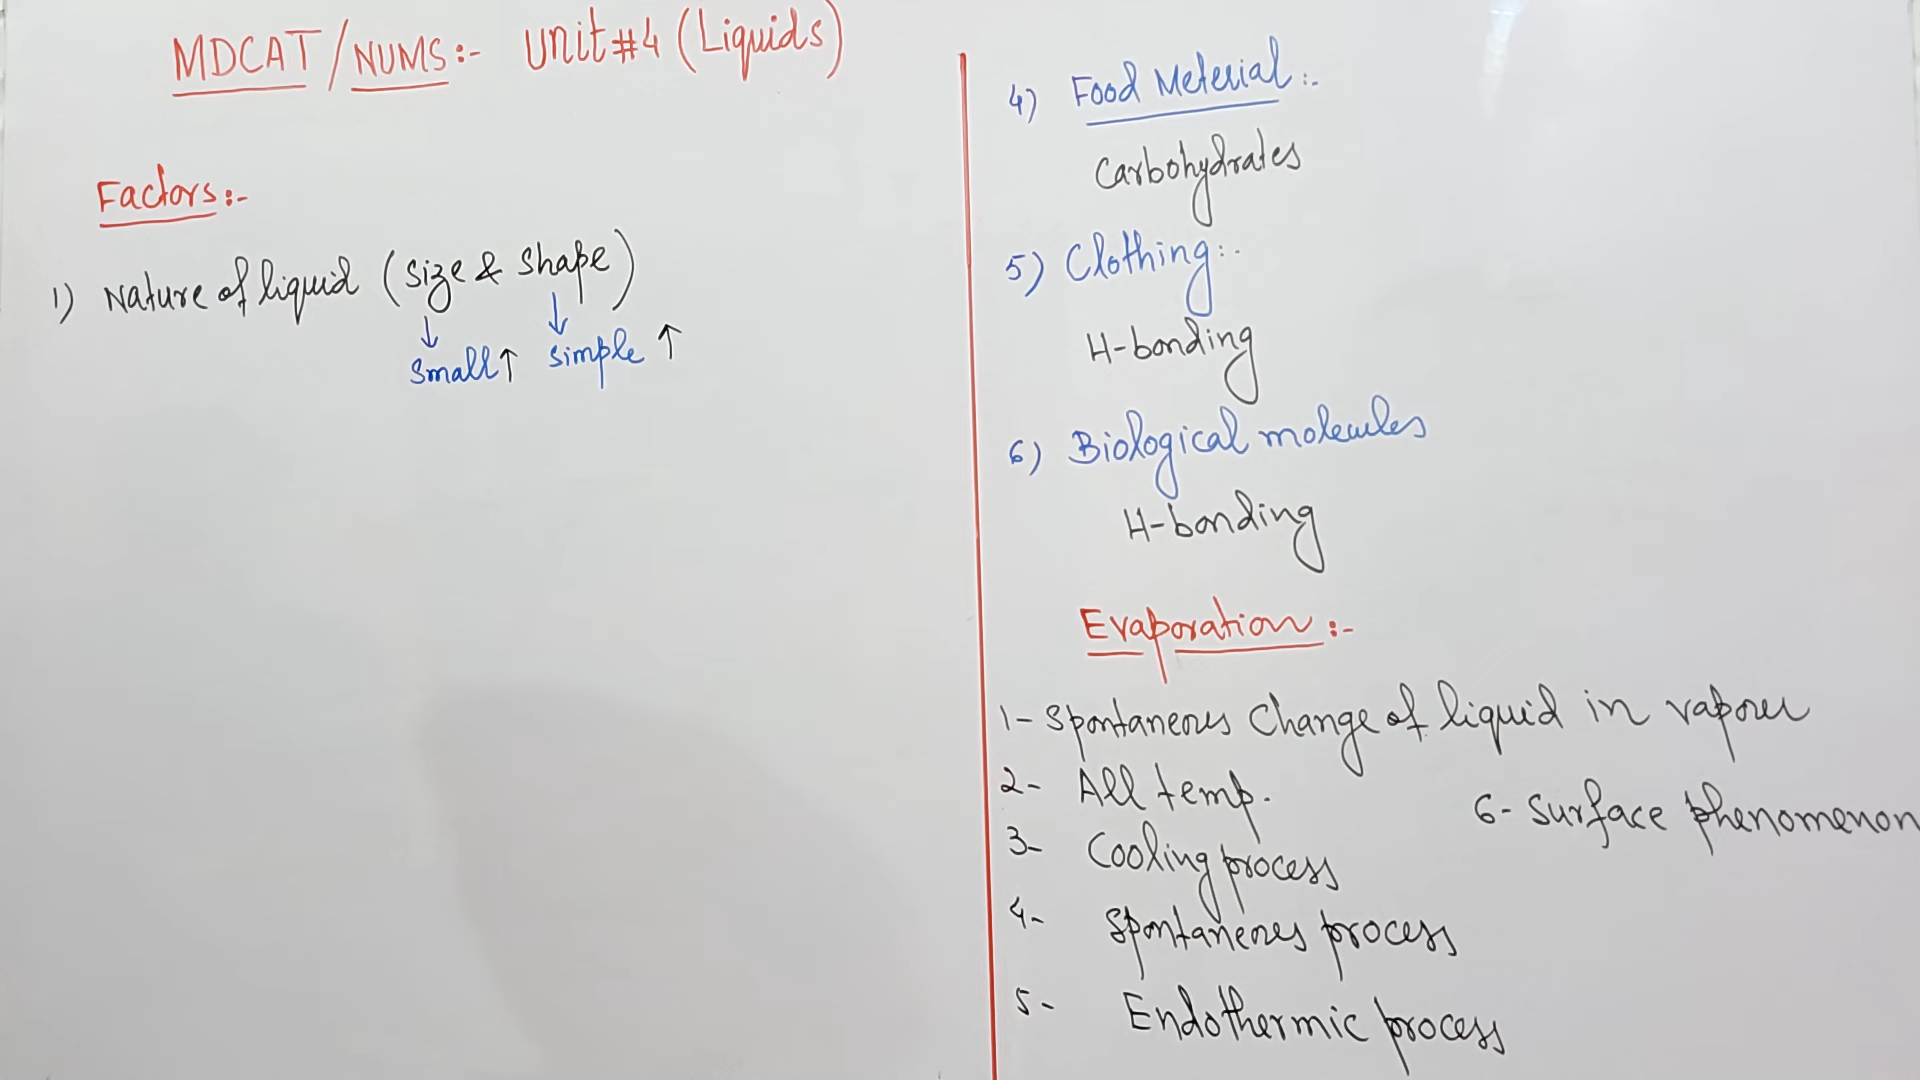 MDCAT/NUMS:- Unit#4 (Liquids)
Factors:-
1) Nature of liquid (Size & Shape)
↓ ↓
Small↑ Simple ↑
4) Food Meterial:-
Carbohydrates
5) Clothing:-
H-bonding
6) Biological molecules
H-bonding
Evaporation:-
1- Spontaneous Change of liquid in vapour
2- All temp.
6- Surface phenomenon
3- Cooling process
4- Spontaneous process
5- Endothermic process